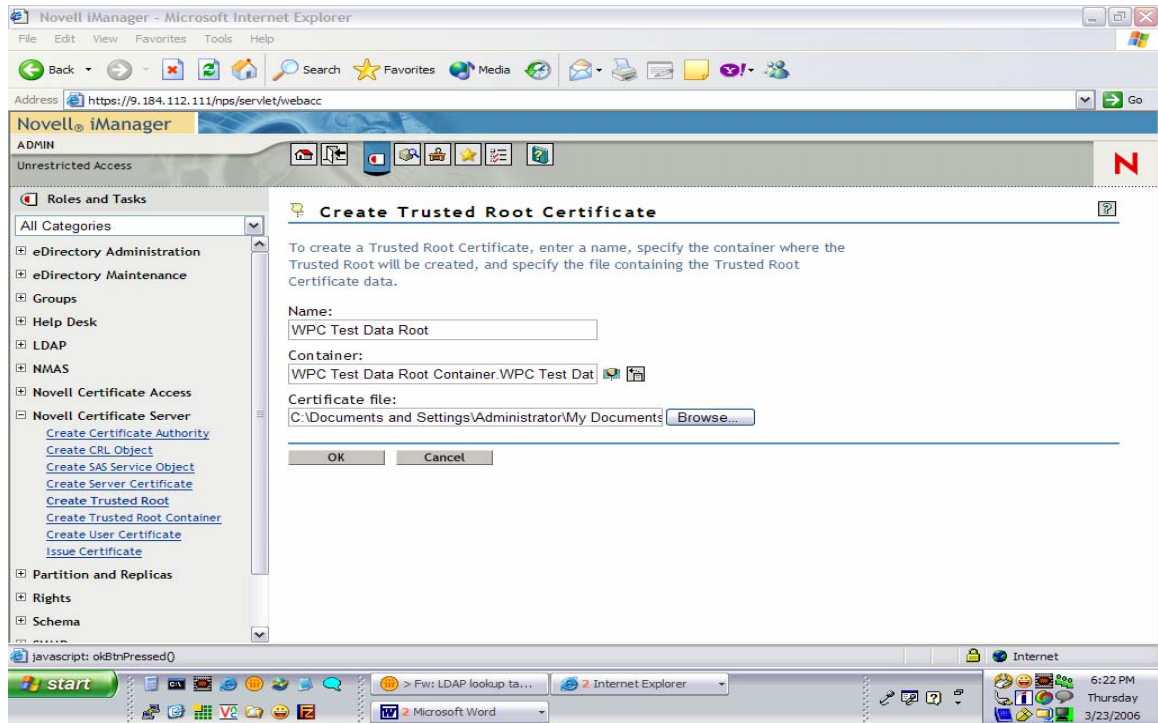 Novell iManager - Microsoft Internet Explorer
File Edit View Favorites Tools Help
Back Search Favorites Media
Address https://9.184.112.111/nps/servlet/webacc Go
Novell® iManager
ADMIN
Unrestricted Access
N
Roles and Tasks
All Categories
eDirectory Administration
eDirectory Maintenance
Groups
Help Desk
LDAP
NMAS
Novell Certificate Access
Novell Certificate Server
Create Certificate Authority
Create CRL Object
Create SAS Service Object
Create Server Certificate
Create Trusted Root
Create Trusted Root Container
Create User Certificate
Issue Certificate
Partition and Replicas
Rights
Schema
Create Trusted Root Certificate
To create a Trusted Root Certificate, enter a name, specify the container where the
Trusted Root will be created, and specify the file containing the Trusted Root
Certificate data.
Name:
WPC Test Data Root
Container:
WPC Test Data Root Container.WPC Test Dat
Certificate file:
C:\Documents and Settings\Administrator\My Documents Browse...
OK Cancel
javascript: okBtnPressed() Internet
start > Fw: LDAP lookup ta... 2 Internet Explorer 6:22 PM
2 Microsoft Word Thursday
3/23/2006